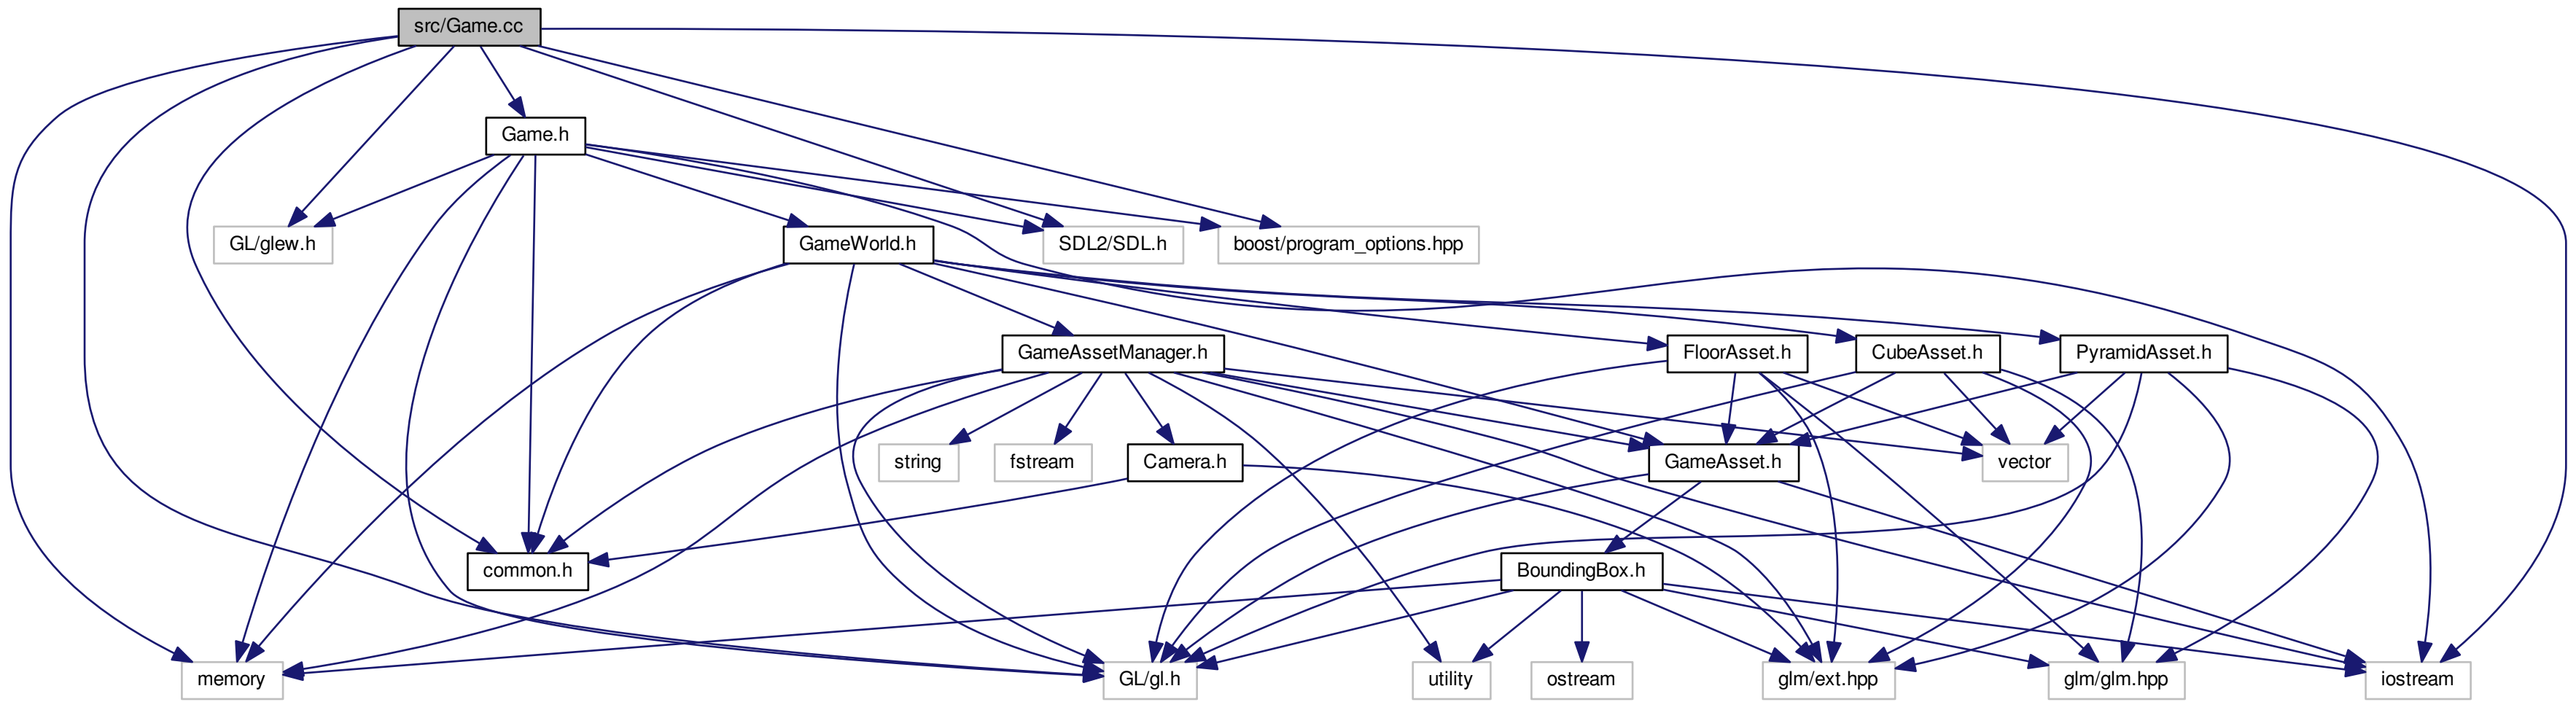 src/Game.cc
Game.h
GL/glew.h
GameWorld.h
SDL2/SDL.h
boost/program_options.hpp
GameAssetManager.h
FloorAsset.h
CubeAsset.h
PyramidAsset.h
string
fstream
Camera.h
GameAsset.h
vector
common.h
BoundingBox.h
memory
GL/gl.h
utility
ostream
glm/ext.hpp
glm/glm.hpp
iostream